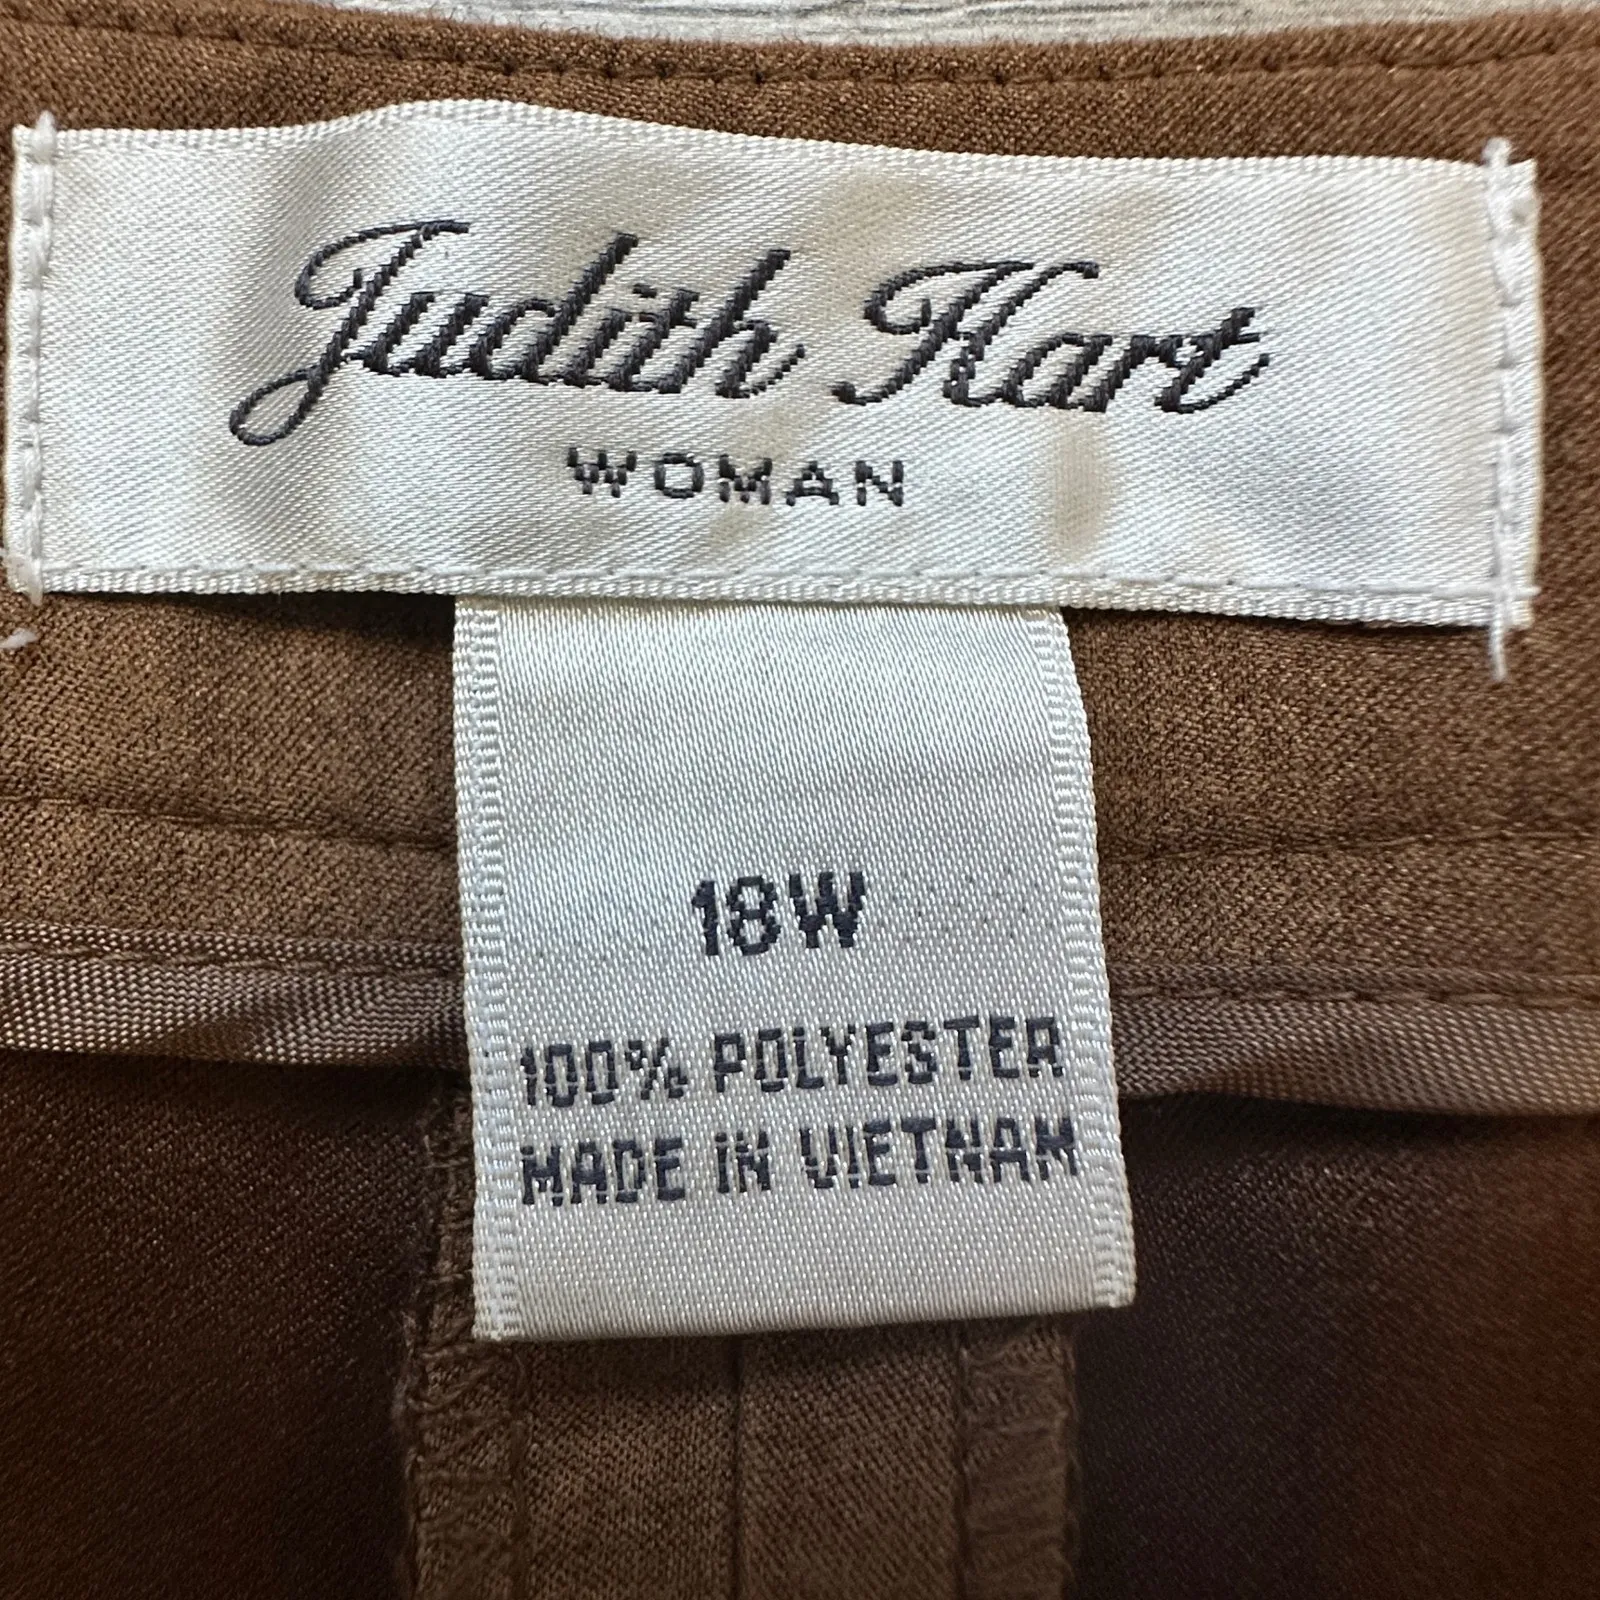 Judith Hart
WOMAN
18W
100% POLYESTER
MADE IN VIETNAM